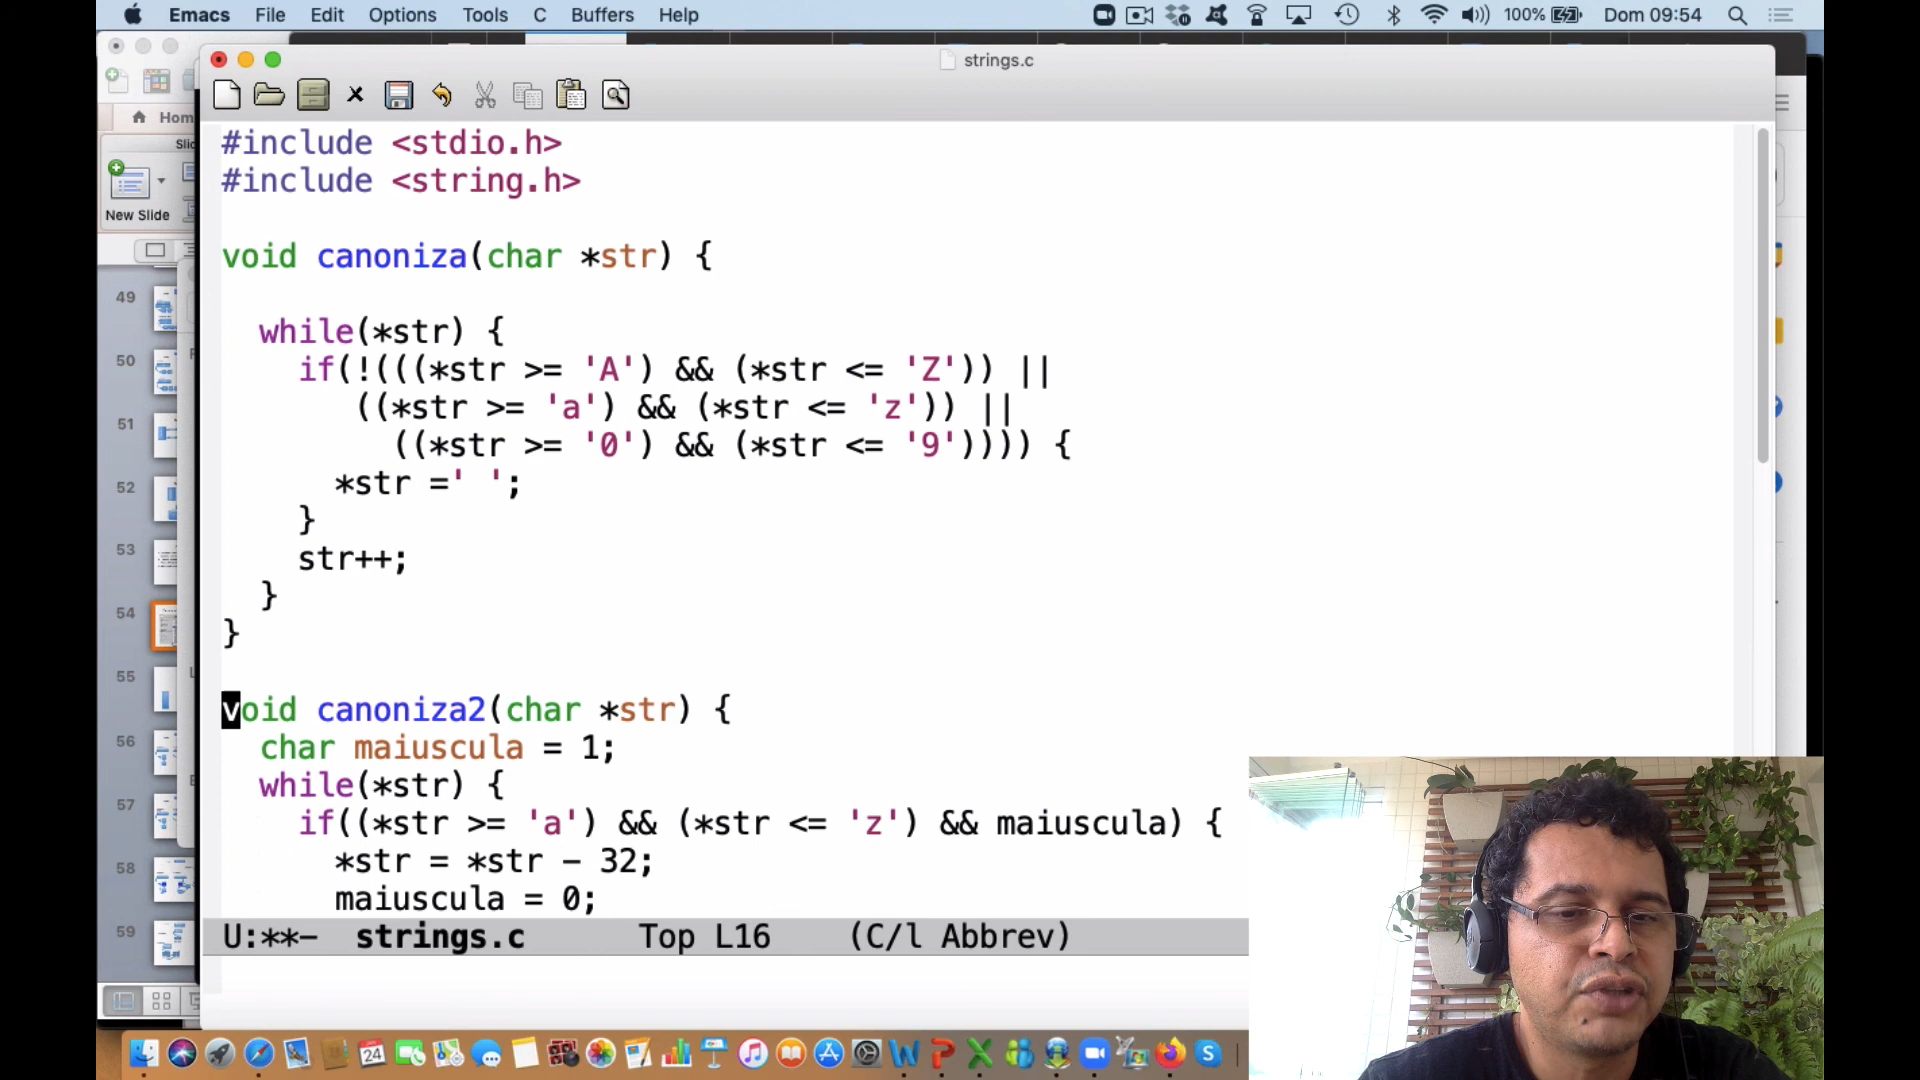 Emacs File Edit Options Tools C Buffers Help 100% Dom 09:54
strings.c
Hom
Slic
New Slide
49
50
51
52
53
54
55
56
57
58
59
#include <stdio.h>
#include <string.h>
void canoniza(char *str) {
while(*str) {
if(!(((*str >= 'A') && (*str <= 'Z')) ||
((*str >= 'a') && (*str <= 'z')) ||
((*str >= '0') && (*str <= '9')))) {
*str =' ';
}
str++;
}
}
void canoniza2(char *str) {
char maiuscula = 1;
while(*str) {
if((*str >= 'a') && (*str <= 'z') && maiuscula) {
*str = *str - 32;
maiuscula = 0;
U:**- strings.c Top L16 (C/l Abbrev)
24